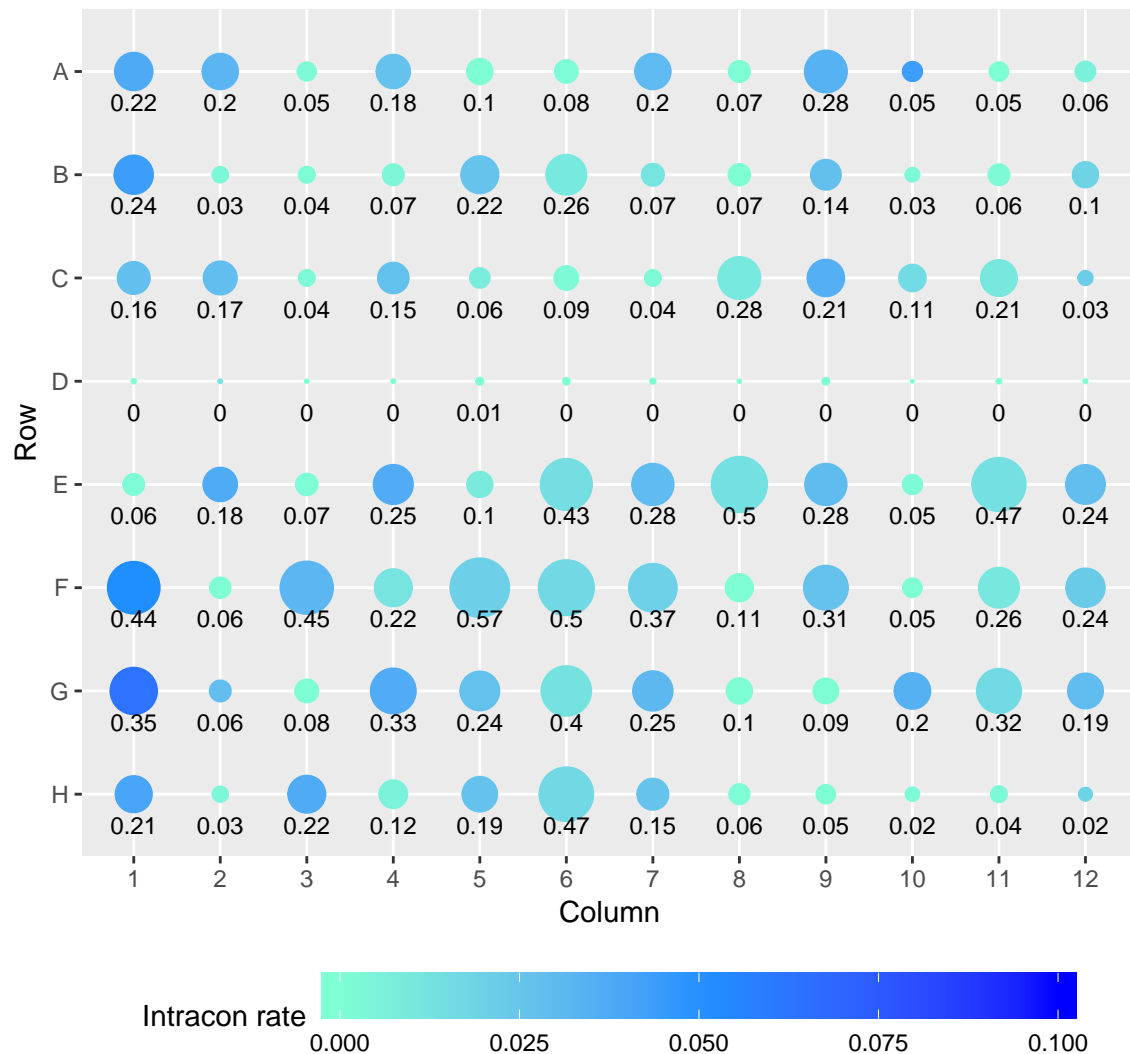 A
0.22 0.2 0.05 0.18 0.1 0.08 0.2 0.07 0.28 0.05 0.05 0.06
B
0.24 0.03 0.04 0.07 0.22 0.26 0.07 0.07 0.14 0.03 0.06 0.1
C
0.16 0.17 0.04 0.15 0.06 0.09 0.04 0.28 0.21 0.11 0.21 0.03
D
0 0 0 0 0.01 0 0 0 0 0 0 0
Row
E
0.06 0.18 0.07 0.25 0.1 0.43 0.28 0.5 0.28 0.05 0.47 0.24
F
0.44 0.06 0.45 0.22 0.57 0.5 0.37 0.11 0.31 0.05 0.26 0.24
G
0.35 0.06 0.08 0.33 0.24 0.4 0.25 0.1 0.09 0.2 0.32 0.19
H
0.21 0.03 0.22 0.12 0.19 0.47 0.15 0.06 0.05 0.02 0.04 0.02
1 2 3 4 5 6 7 8 9 10 11 12
Column
Intracon rate
0.000 0.025 0.050 0.075 0.100